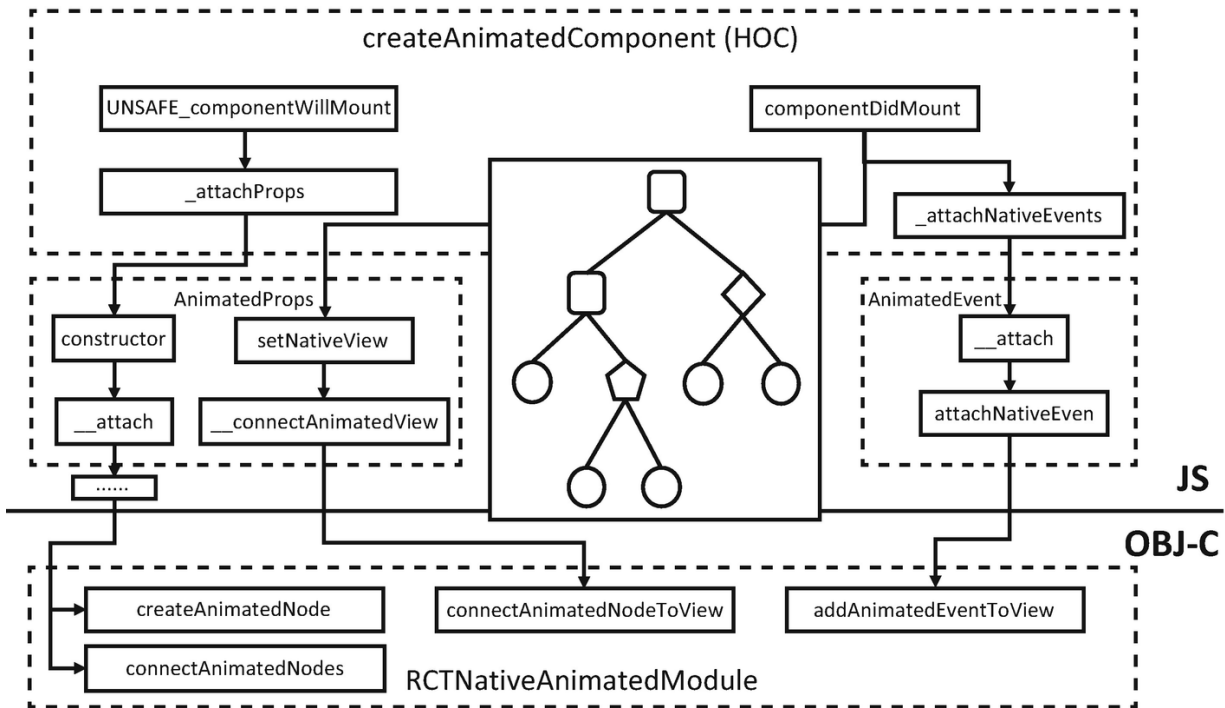 createAnimatedComponent (HOC)
UNSAFE_componentWillMount
componentDidMount
_attachProps
_attachNativeEvents
AnimatedProps
AnimatedEvent
constructor
setNativeView
__attach
__attach
__connectAnimatedView
attachNativeEven
......
JS
OBJ-C
createAnimatedNode
connectAnimatedNodeToView
addAnimatedEventToView
connectAnimatedNodes
RCTNativeAnimatedModule